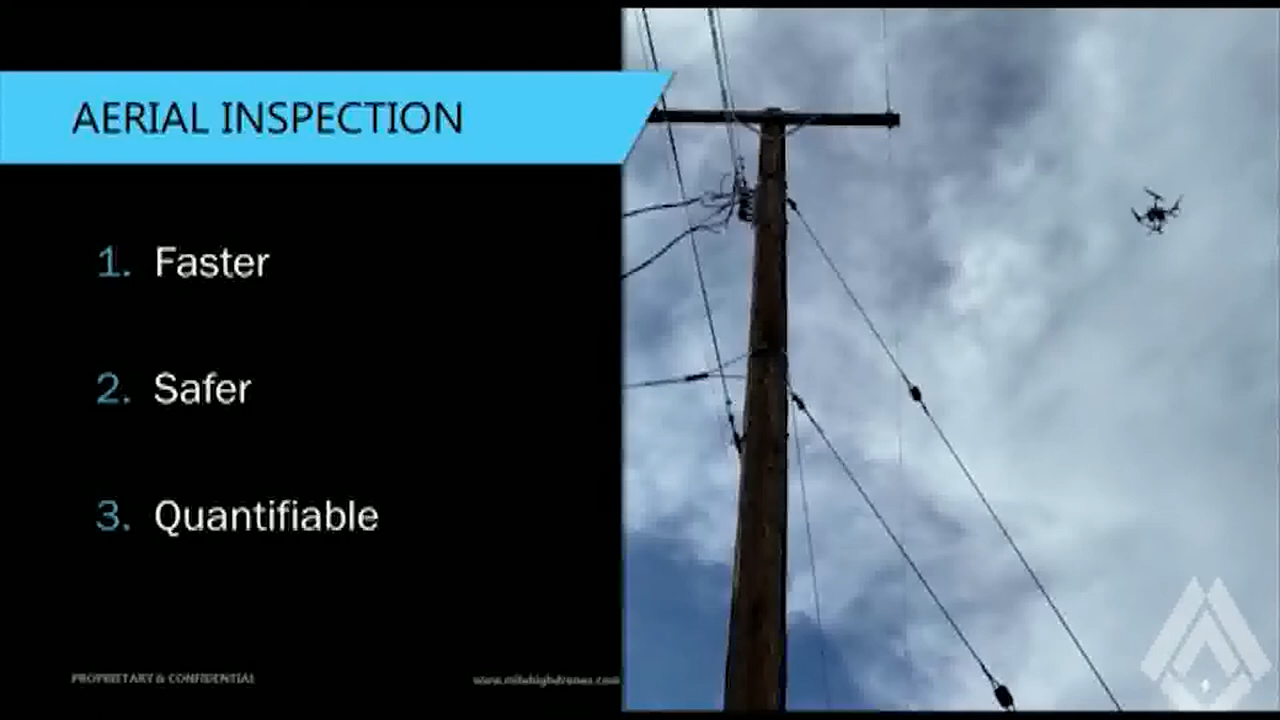 AERIAL INSPECTION
1. Faster
2. Safer
3. Quantifiable
PROPRIETARY & CONFIDENTIAL
www.milehighdrones.com